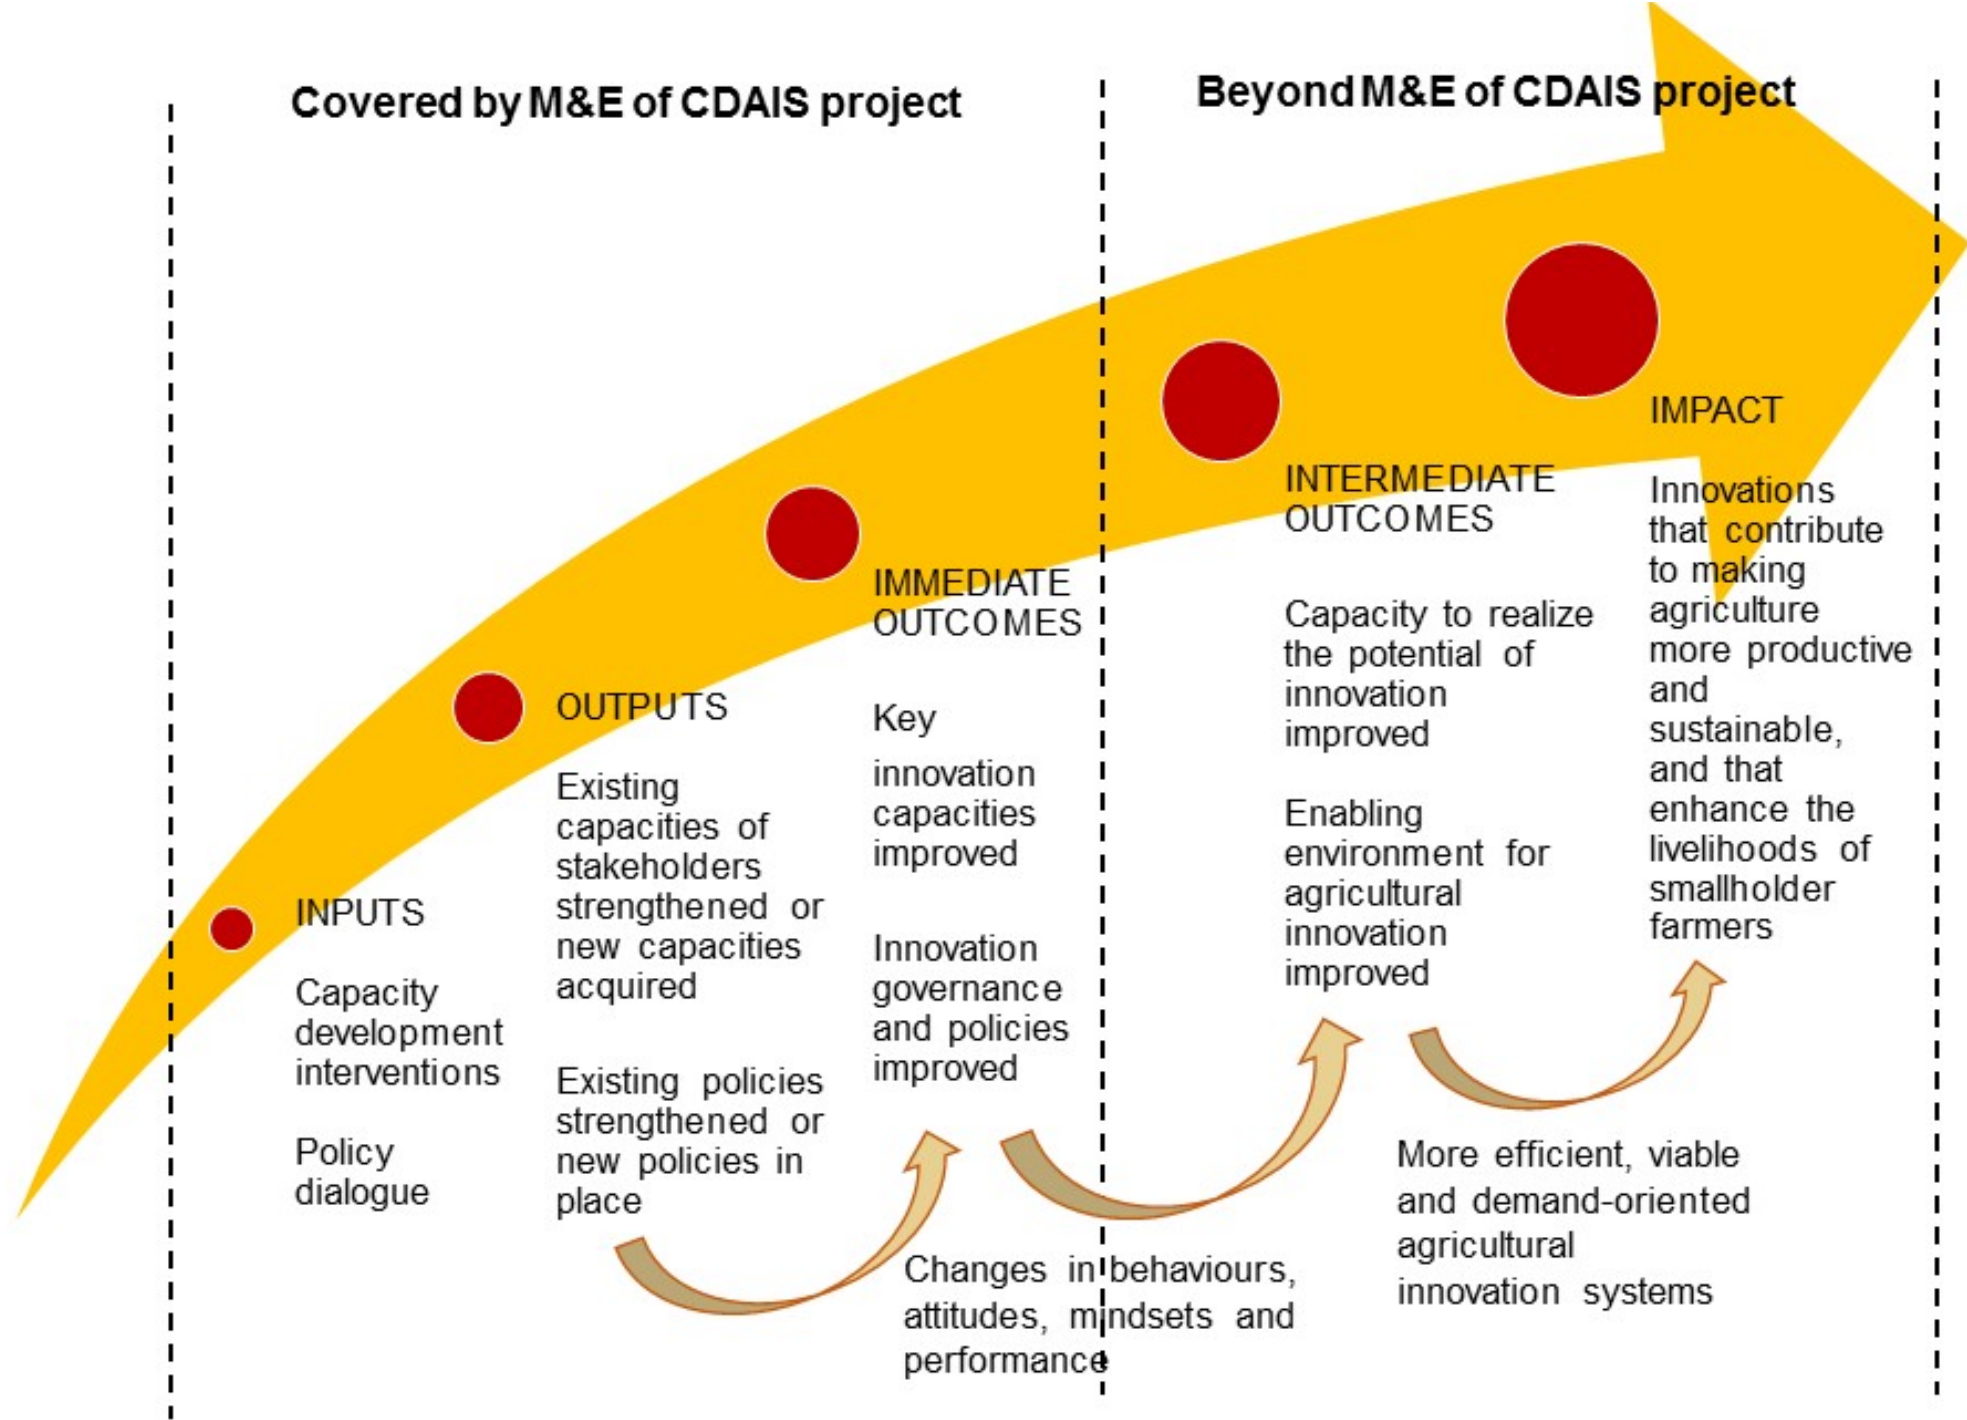 Covered by M&E of CDAIS project
Beyond M&E of CDAIS project
INPUTS
Capacity
development
interventions
Policy
dialogue
OUTPUTS
Existing
capacities of
stakeholders
strengthened or
new capacities
acquired
Existing policies
strengthened or
new policies in
place
IMMEDIATE
OUTCOMES
Key
innovation
capacities
improved
Innovation
governance
and policies
improved
Changes in behaviours,
attitudes, mindsets and
performance
INTERMEDIATE
OUTCOMES
Capacity to realize
the potential of
innovation
improved
Enabling
environment for
agricultural
innovation
improved
More efficient, viable
and demand-oriented
agricultural
innovation systems
IMPACT
Innovations
that contribute
to making
agriculture
more productive
and
sustainable,
and that
enhance the
livelihoods of
smallholder
farmers